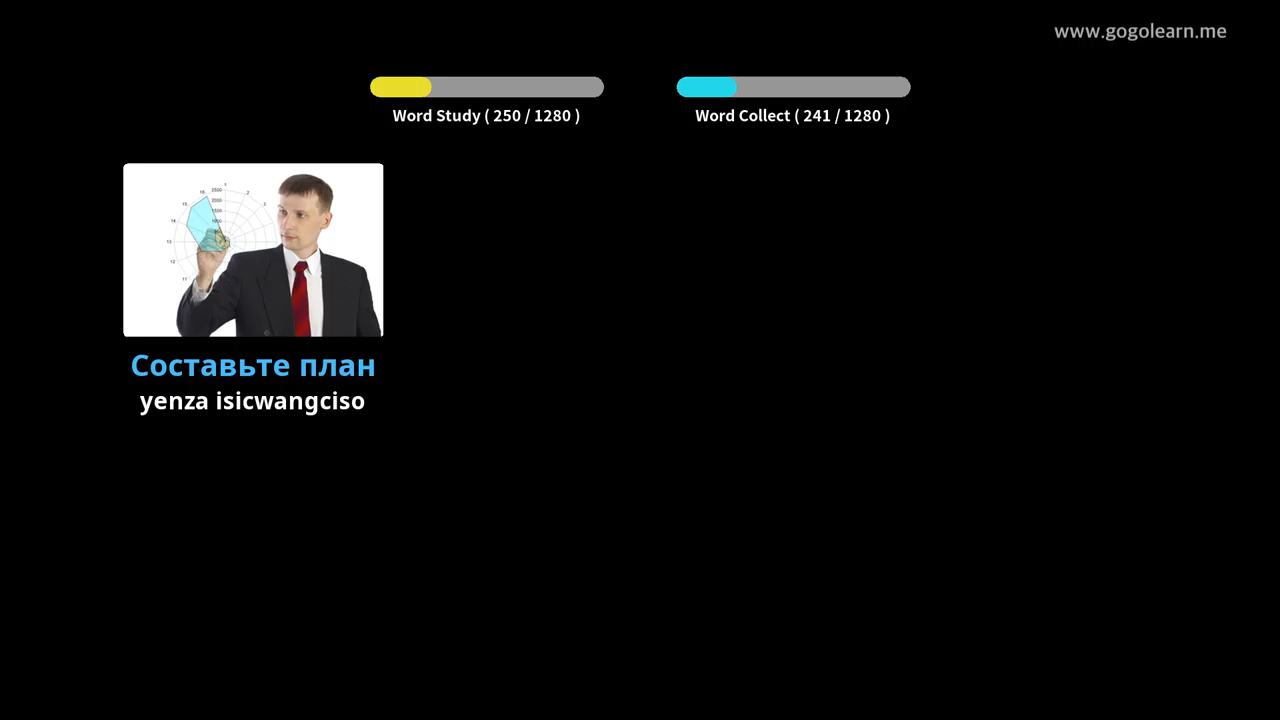 www.gogolearn.me
Word Study ( 250 / 1280 )
Word Collect ( 241 / 1280 )
Составьте план
yenza isicwangciso